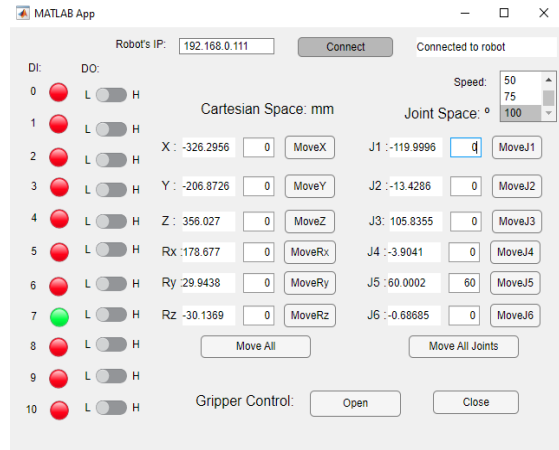 MATLAB App
Robot's IP: 192.168.0.111 Connect Connected to robot
DI: DO:
Speed: 50
75
100
Cartesian Space: mm Joint Space: º
0 L H
1 L H
2 L H
3 L H
4 L H
5 L H
6 L H
7 L H
8 L H
9 L H
10 L H
X : -326.2956 0 MoveX J1 :-119.9996 0 MoveJ1
Y : -206.8726 0 MoveY J2 :-13.4286 0 MoveJ2
Z : 356.027 0 MoveZ J3: 105.8355 0 MoveJ3
Rx :178.677 0 MoveRx J4 :-3.9041 0 MoveJ4
Ry :29.9438 0 MoveRy J5 :60.0002 60 MoveJ5
Rz -30.1369 0 MoveRz J6 :-0.68685 0 MoveJ6
Move All Move All Joints
Gripper Control: Open Close